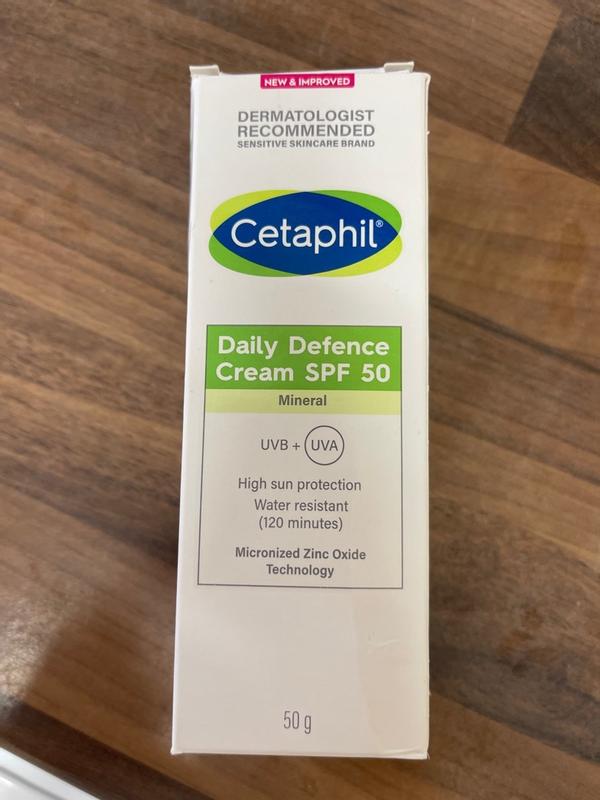 NEW & IMPROVED
DERMATOLOGIST
RECOMMENDED
SENSITIVE SKINCARE BRAND
Cetaphil®
Daily Defence
Cream SPF 50
Mineral
UVB + UVA
High sun protection
Water resistant
(120 minutes)
Micronized Zinc Oxide
Technology
50 g